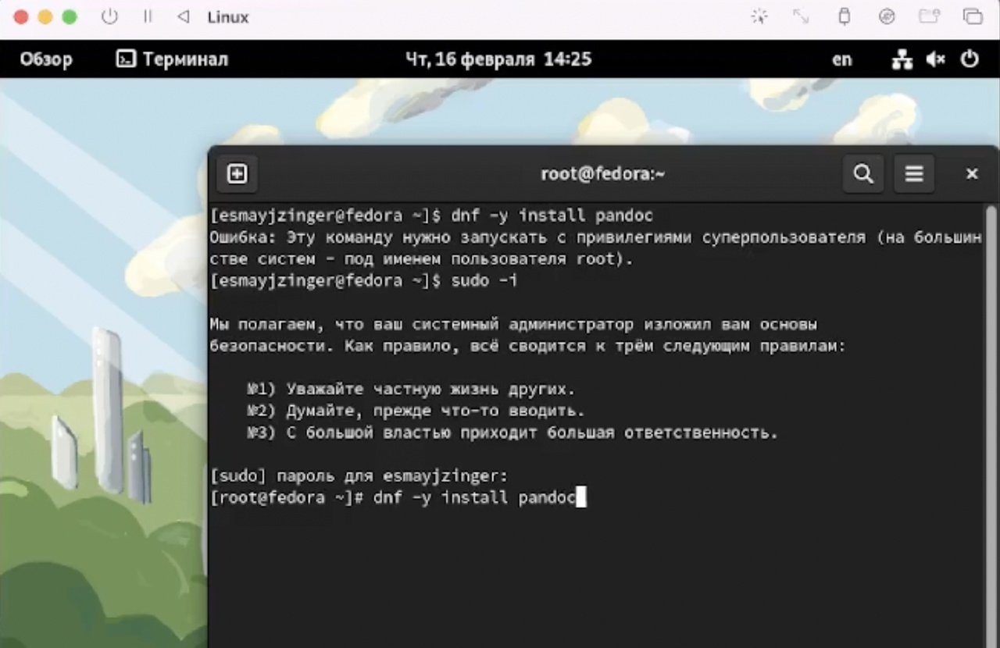 Linux
Обзор Терминал Чт, 16 февраля 14:25 en
root@fedora:~
[esmayjzinger@fedora ~]$ dnf -y install pandoc
Ошибка: Эту команду нужно запускать с привилегиями суперпользователя (на большин
стве систем - под именем пользователя root).
[esmayjzinger@fedora ~]$ sudo -i
Мы полагаем, что ваш системный администратор изложил вам основы
безопасности. Как правило, всё сводится к трём следующим правилам:
№1) Уважайте частную жизнь других.
№2) Думайте, прежде что-то вводить.
№3) С большой властью приходит большая ответственность.
[sudo] пароль для esmayjzinger:
[root@fedora ~]# dnf -y install pandoc